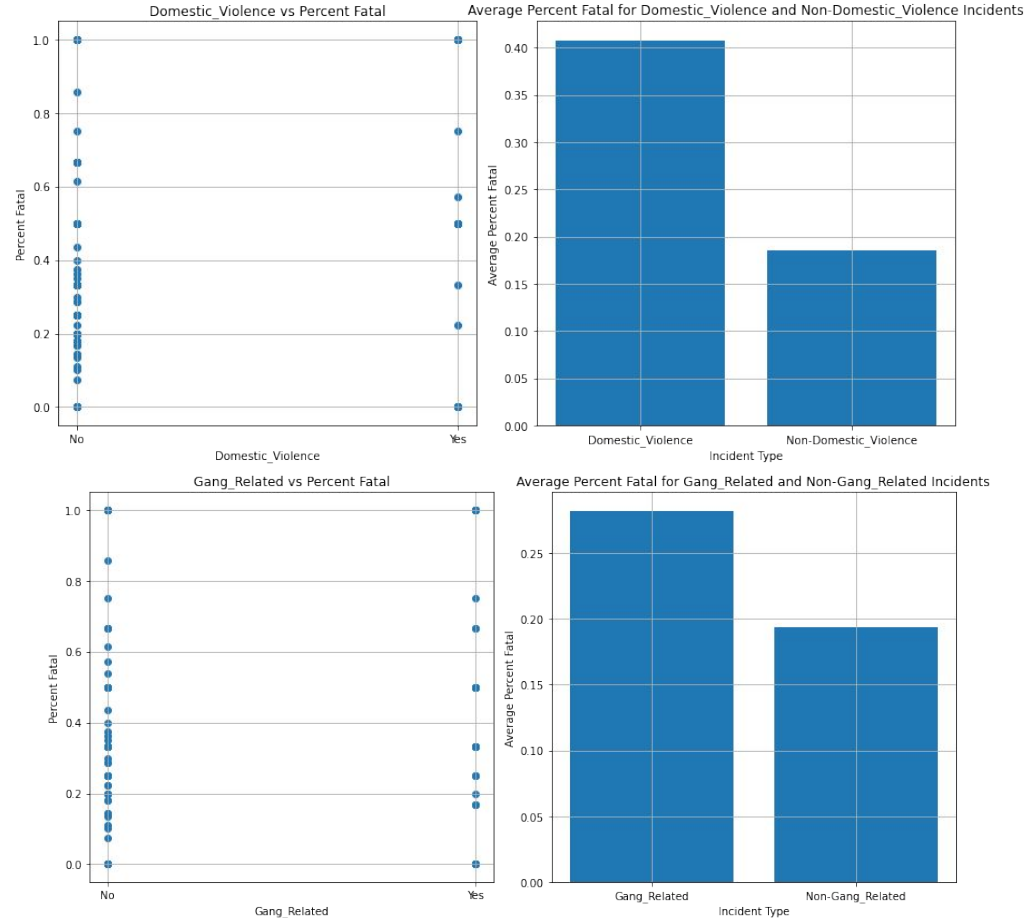 Domestic_Violence vs Percent Fatal
Percent Fatal
1.0
0.8
0.6
0.4
0.2
0.0
No
Yes
Domestic_Violence
Average Percent Fatal for Domestic_Violence and Non-Domestic_Violence Incidents
Average Percent Fatal
0.40
0.35
0.30
0.25
0.20
0.15
0.10
0.05
0.00
Domestic_Violence
Non-Domestic_Violence
Incident Type
Gang_Related vs Percent Fatal
Percent Fatal
1.0
0.8
0.6
0.4
0.2
0.0
No
Yes
Gang_Related
Average Percent Fatal for Gang_Related and Non-Gang_Related Incidents
Average Percent Fatal
0.25
0.20
0.15
0.10
0.05
0.00
Gang_Related
Non-Gang_Related
Incident Type